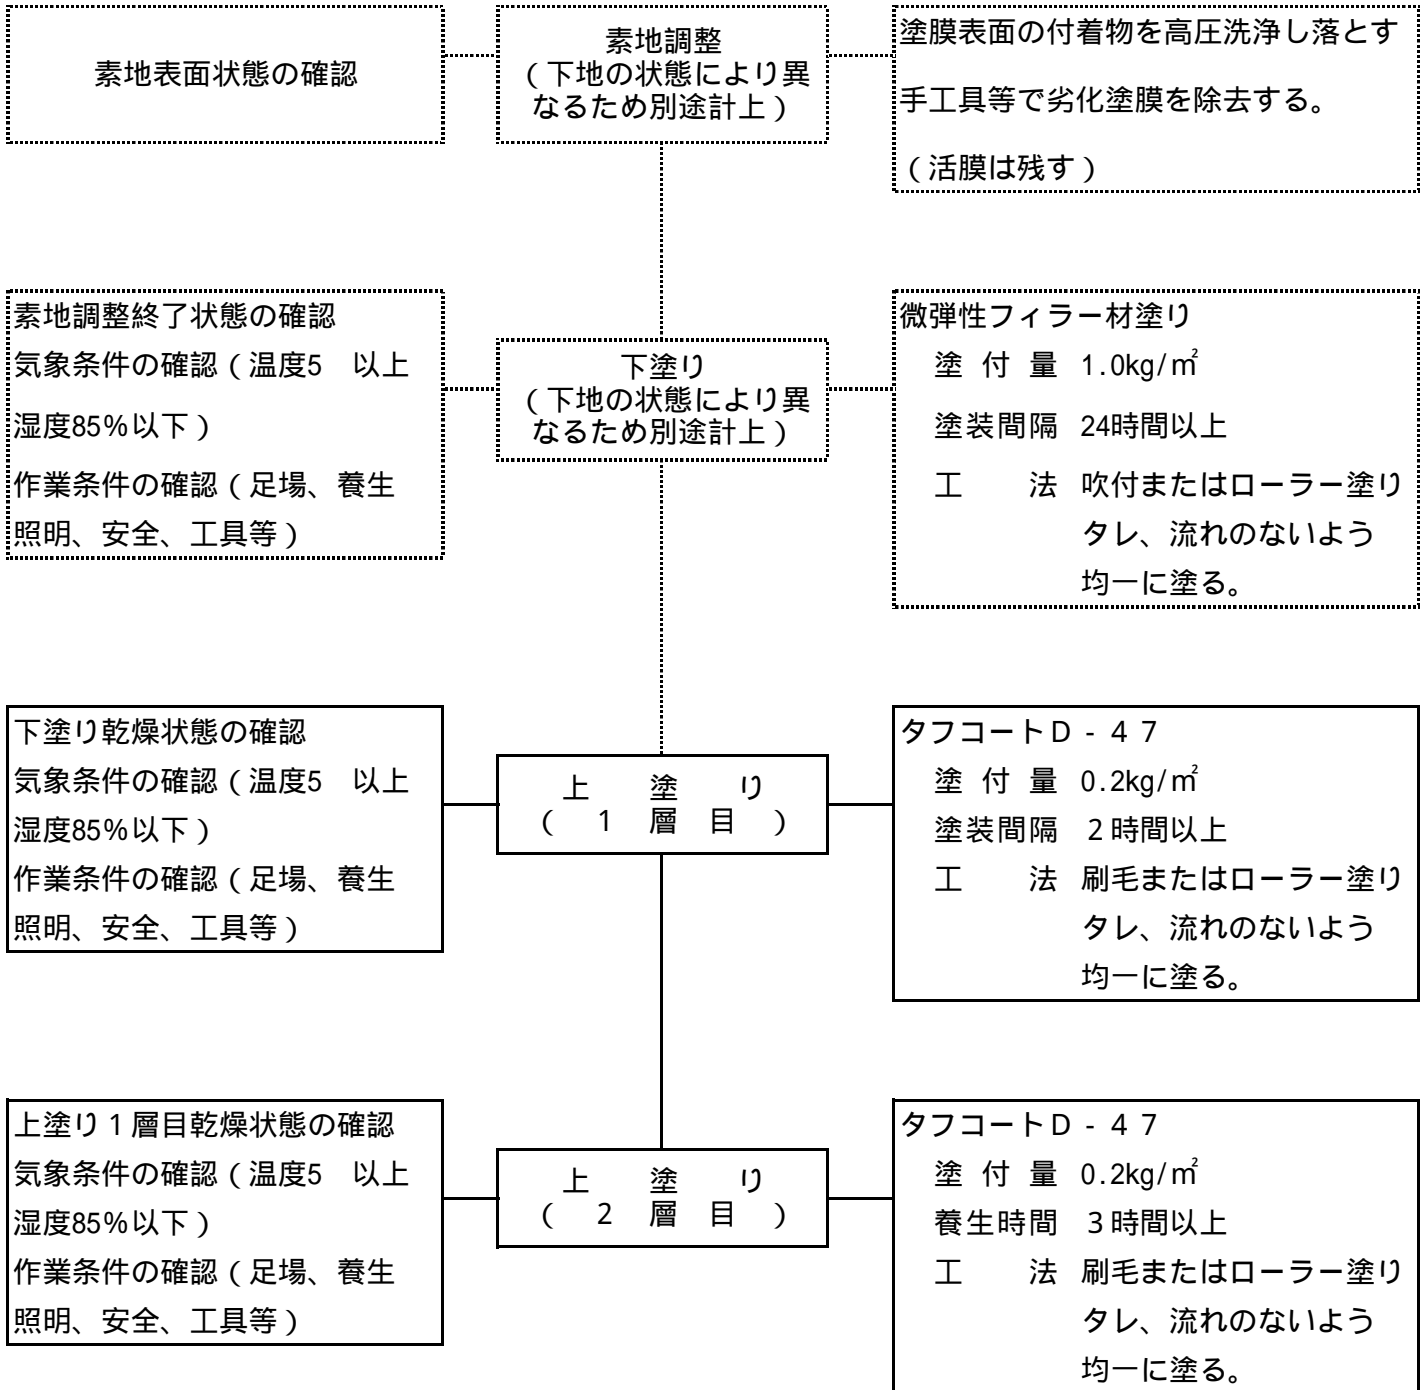 素地表面状態の確認
素地調整
(下地の状態により異
なるため別途計上)
塗膜表面の付着物を高圧洗浄し落とす
手工具等で劣化塗膜を除去する。
(活膜は残す)
素地調整終了状態の確認
気象条件の確認(温度5　以上
湿度85%以下)
作業条件の確認(足場、養生
照明、安全、工具等)
下塗り
(下地の状態により異
なるため別途計上)
微弾性フィラー材塗り
塗 付 量 1.0kg/㎡
塗装間隔 24時間以上
工　　法 吹付またはローラー塗り
タレ、流れのないよう
均一に塗る。
下塗り乾燥状態の確認
気象条件の確認(温度5　以上
湿度85%以下)
作業条件の確認(足場、養生
照明、安全、工具等)
上　塗　り
(　1　層　目　)
タフコートD-47
塗 付 量 0.2kg/㎡
塗装間隔 2時間以上
工　　法 刷毛またはローラー塗り
タレ、流れのないよう
均一に塗る。
上塗り1層目乾燥状態の確認
気象条件の確認(温度5　以上
湿度85%以下)
作業条件の確認(足場、養生
照明、安全、工具等)
上　塗　り
(　2　層　目　)
タフコートD-47
塗 付 量 0.2kg/㎡
養生時間 3時間以上
工　　法 刷毛またはローラー塗り
タレ、流れのないよう
均一に塗る。